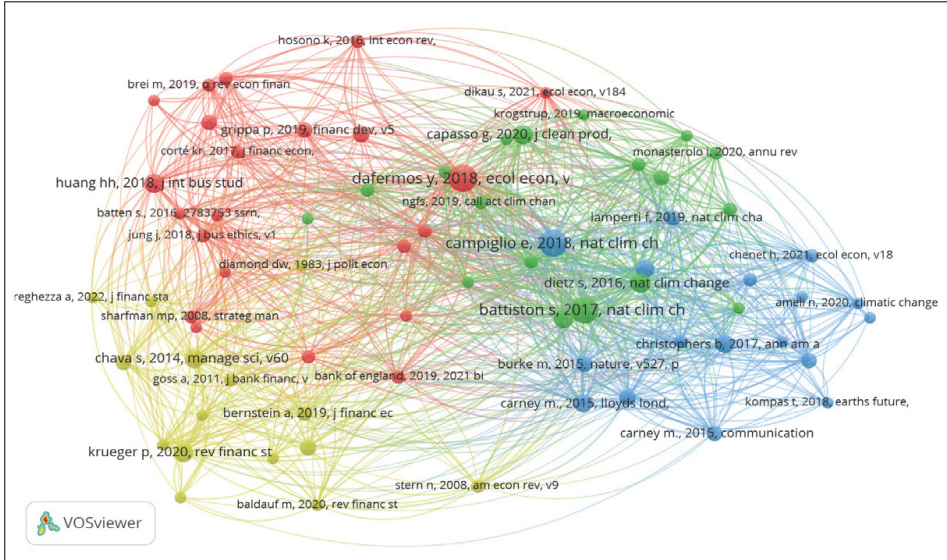 hosono k, 2016, int econ rev,
brei m, 2019, q rev econ finan
dikau s, 2021, ecol econ, v184
krogstrup, 2019, macroeconomic
grippa p, 2019, financ dev, v5
capasso g, 2020, j clean prod,
corté kr, 2017, j financ econ,
monasterolo i, 2020, annu rev
huang hh, 2018, j int bus stud
dafermos y, 2018, ecol econ, v
ngfs, 2019, call act clim chan
batten s., 2016, 2783753 ssrn,
lamperti f, 2019, nat clim cha
jung j, 2018, j bus ethics, v1
campiglio e, 2018, nat clim ch
chenet h, 2021, ecol econ, v18
diamond dw, 1983, j polit econ
dietz s, 2016, nat clim change
reghezza a, 2022, j financ sta
ameli n, 2020, climatic change
battiston s, 2017, nat clim ch
sharfman mp, 2008, strateg man
christophers b, 2017, ann am a
chava s, 2014, manage sci, v60
burke m, 2015, nature, v527, p
goss a, 2011, j bank financ, v
bank of england, 2019, 2021 bi
kompas t, 2018, earths future,
carney m., 2015, lloyds lond,
bernstein a, 2019, j financ ec
carney m., 2015, communication
krueger p, 2020, rev financ st
stern n, 2008, am econ rev, v9
baldauf m, 2020, rev financ st
VOSviewer